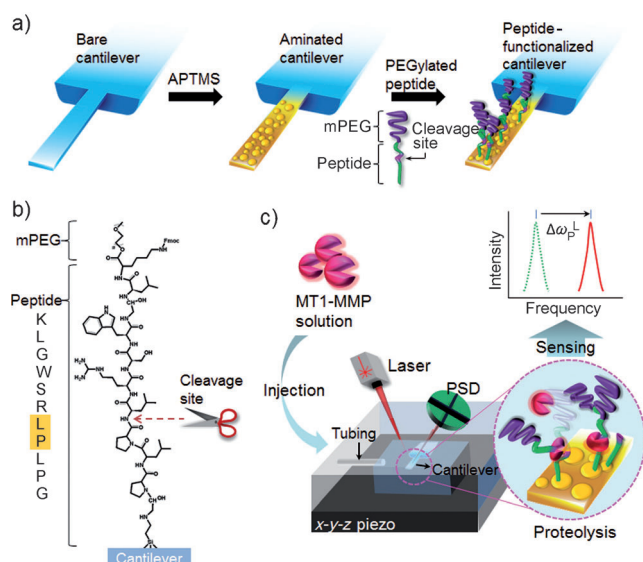 a)
Bare
cantilever
APTMS
Aminated
cantilever
PEGylated
peptide
mPEG
Peptide
Cleavage
site
Peptide-
functionalized
cantilever
b)
mPEG
Fmoc
Peptide
K
L
G
W
S
R
L
P
L
P
G
Cleavage
site
Cantilever
c)
MT1-MMP
solution
Injection
Laser
PSD
Tubing
Cantilever
x-y-z piezo
Intensity
Δω_P^L
Frequency
Sensing
Proteolysis